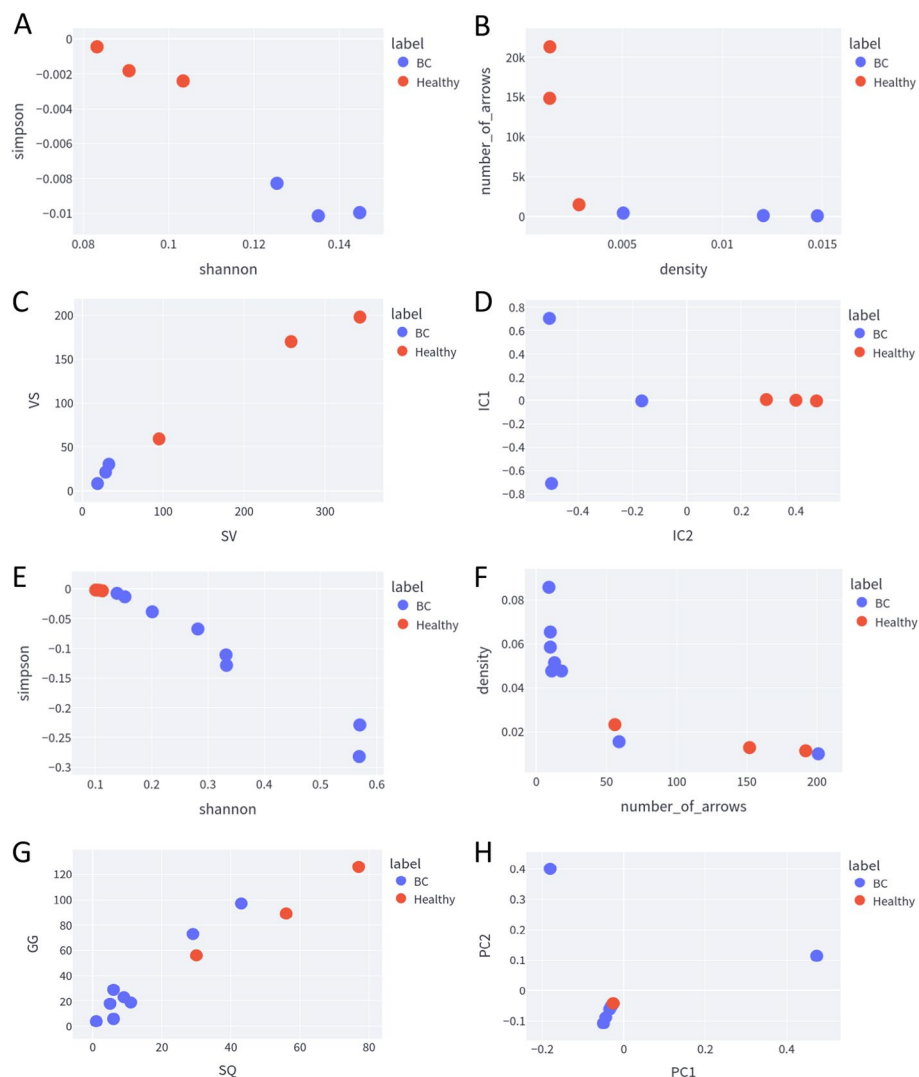 A
B
0
−0.002
−0.004
−0.006
−0.008
−0.01
simpson
0.08
0.1
0.12
0.14
shannon
label
BC
Healthy
20k
15k
10k
5k
0
number_of_arrows
0.005
0.01
0.015
density
label
BC
Healthy
C
D
200
150
100
50
0
VS
0
100
200
300
SV
label
BC
Healthy
0.8
0.6
0.4
0.2
0
−0.2
−0.4
−0.6
−0.8
IC1
−0.4
−0.2
0
0.2
0.4
IC2
label
BC
Healthy
E
F
0
−0.05
−0.1
−0.15
−0.2
−0.25
−0.3
simpson
0.1
0.2
0.3
0.4
0.5
0.6
shannon
label
BC
Healthy
0.08
0.06
0.04
0.02
density
0
50
100
150
200
number_of_arrows
label
BC
Healthy
G
H
120
100
80
60
40
20
0
GG
0
20
40
60
80
SQ
label
BC
Healthy
0.4
0.3
0.2
0.1
0
−0.1
PC2
−0.2
0
0.2
0.4
PC1
label
BC
Healthy